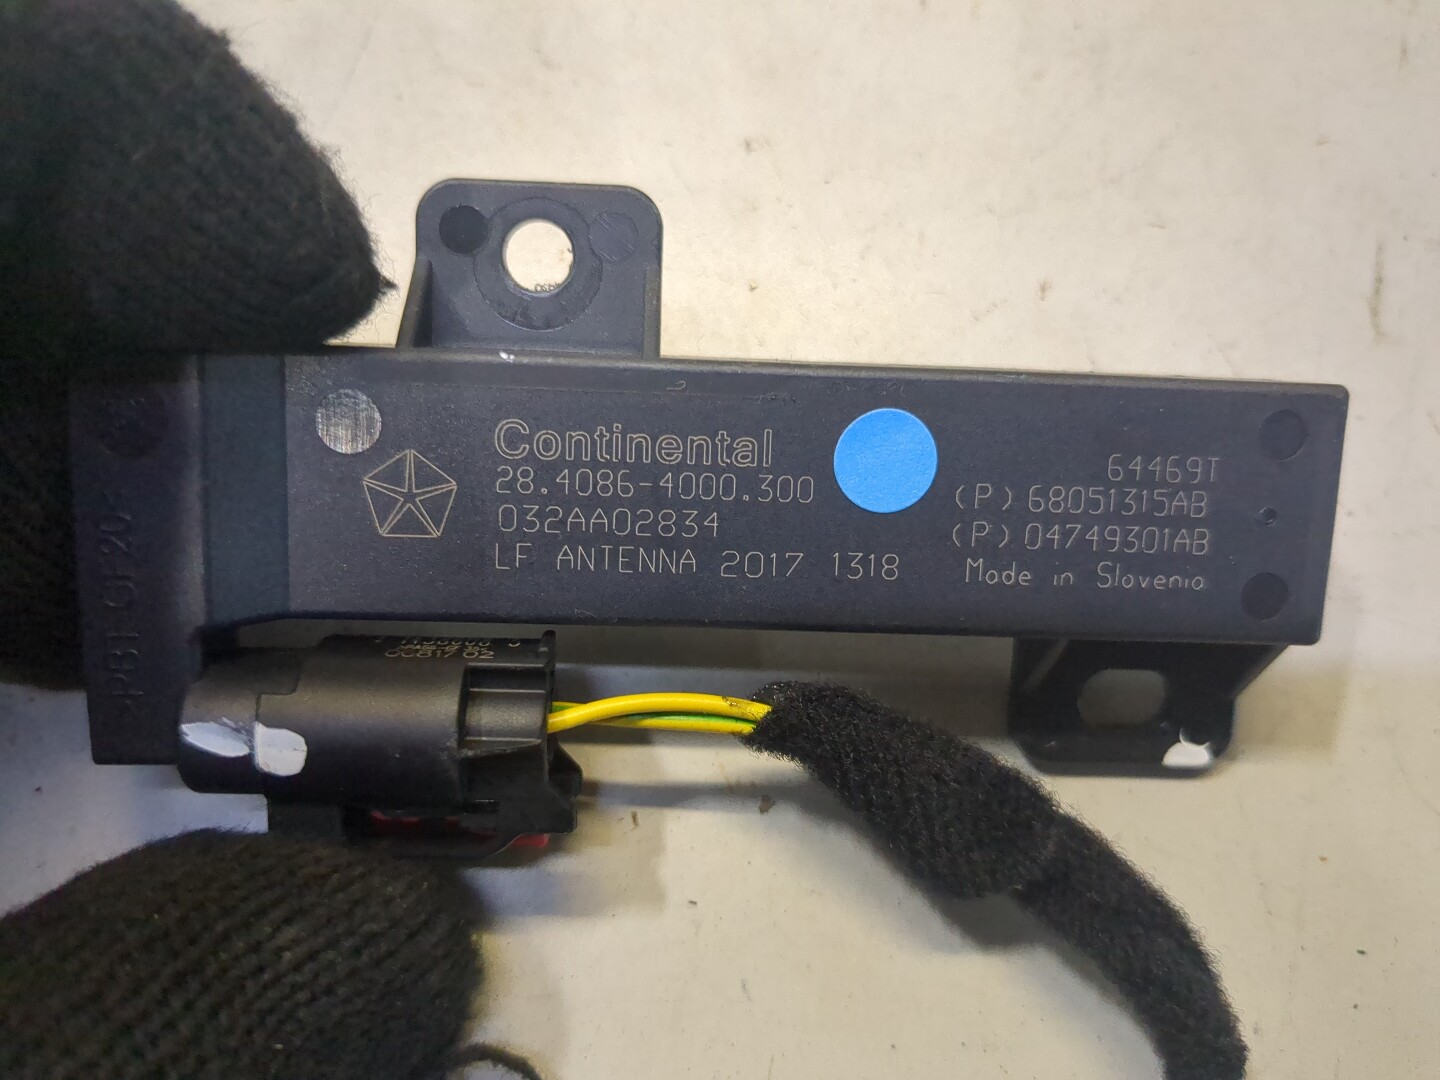 Continental
28.4086-4000.300
032AA02834
LF ANTENNA 2017 1318
64469T
(P) 68051315AB
(P) 04749301AB
Made in Slovenia